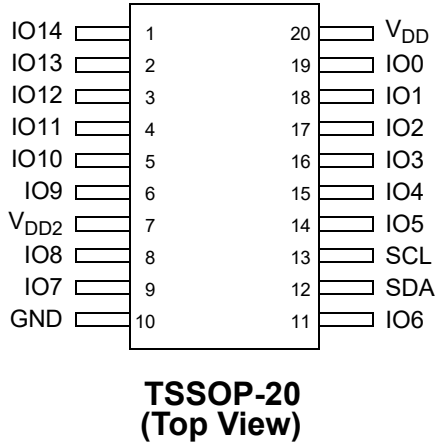 IO14 1 20 VDD
IO13 2 19 IO0
IO12 3 18 IO1
IO11 4 17 IO2
IO10 5 16 IO3
IO9 6 15 IO4
VDD2 7 14 IO5
IO8 8 13 SCL
IO7 9 12 SDA
GND 10 11 IO6
TSSOP-20
(Top View)